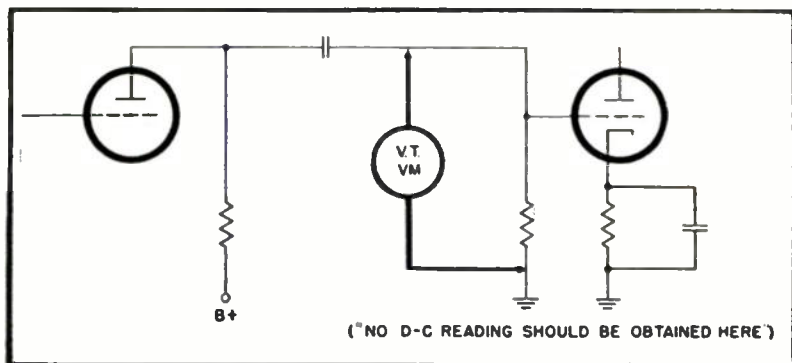 V.T.
VM
B+
("NO D-C READING SHOULD BE OBTAINED HERE")